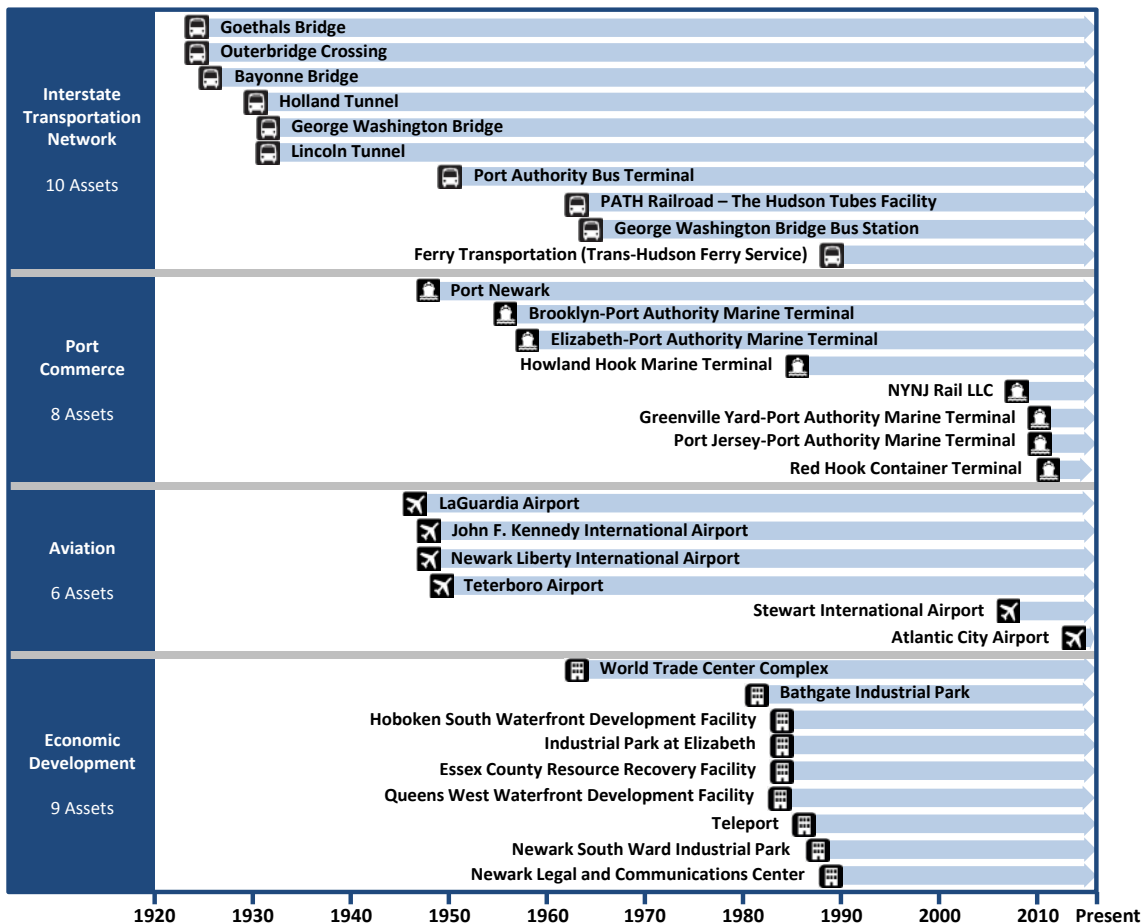 Interstate
Transportation
Network
10 Assets
Goethals Bridge
Outerbridge Crossing
Bayonne Bridge
Holland Tunnel
George Washington Bridge
Lincoln Tunnel
Port Authority Bus Terminal
PATH Railroad – The Hudson Tubes Facility
George Washington Bridge Bus Station
Ferry Transportation (Trans-Hudson Ferry Service)
Port
Commerce
8 Assets
Port Newark
Brooklyn-Port Authority Marine Terminal
Elizabeth-Port Authority Marine Terminal
Howland Hook Marine Terminal
NYNJ Rail LLC
Greenville Yard-Port Authority Marine Terminal
Port Jersey-Port Authority Marine Terminal
Red Hook Container Terminal
Aviation
6 Assets
LaGuardia Airport
John F. Kennedy International Airport
Newark Liberty International Airport
Teterboro Airport
Stewart International Airport
Atlantic City Airport
Economic
Development
9 Assets
World Trade Center Complex
Bathgate Industrial Park
Hoboken South Waterfront Development Facility
Industrial Park at Elizabeth
Essex County Resource Recovery Facility
Queens West Waterfront Development Facility
Teleport
Newark South Ward Industrial Park
Newark Legal and Communications Center
1920 1930 1940 1950 1960 1970 1980 1990 2000 2010 Present